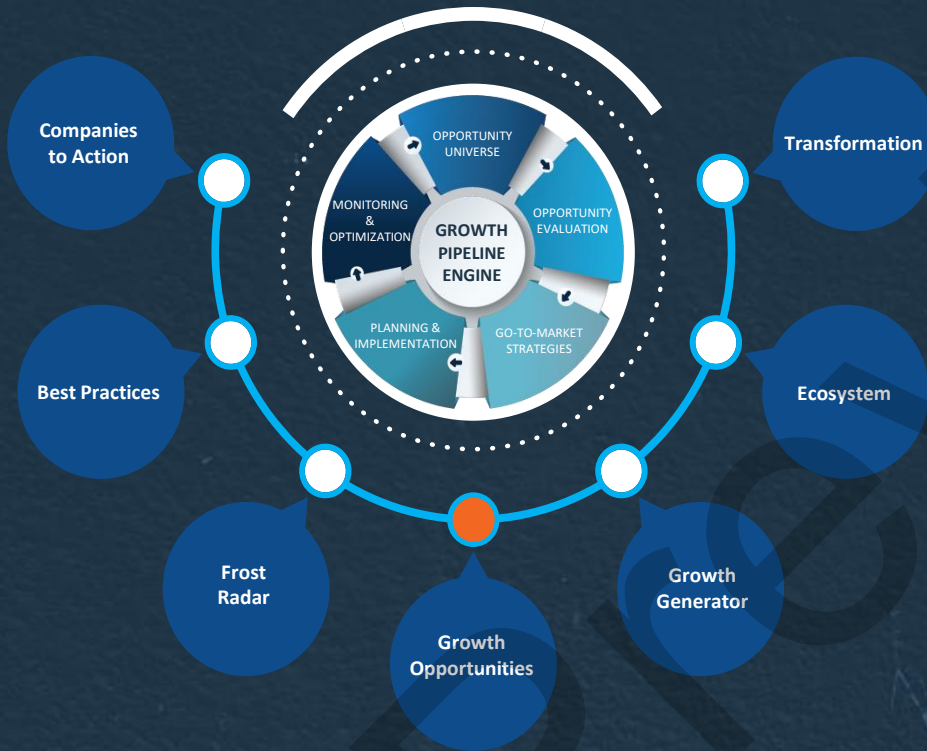 Companies
to Action
Transformation
OPPORTUNITY
UNIVERSE
MONITORING
&
OPTIMIZATION
OPPORTUNITY
EVALUATION
GROWTH
PIPELINE
ENGINE
PLANNING &
IMPLEMENTATION
GO-TO-MARKET
STRATEGIES
Best Practices
Ecosystem
Frost
Radar
Growth
Generator
Growth
Opportunities